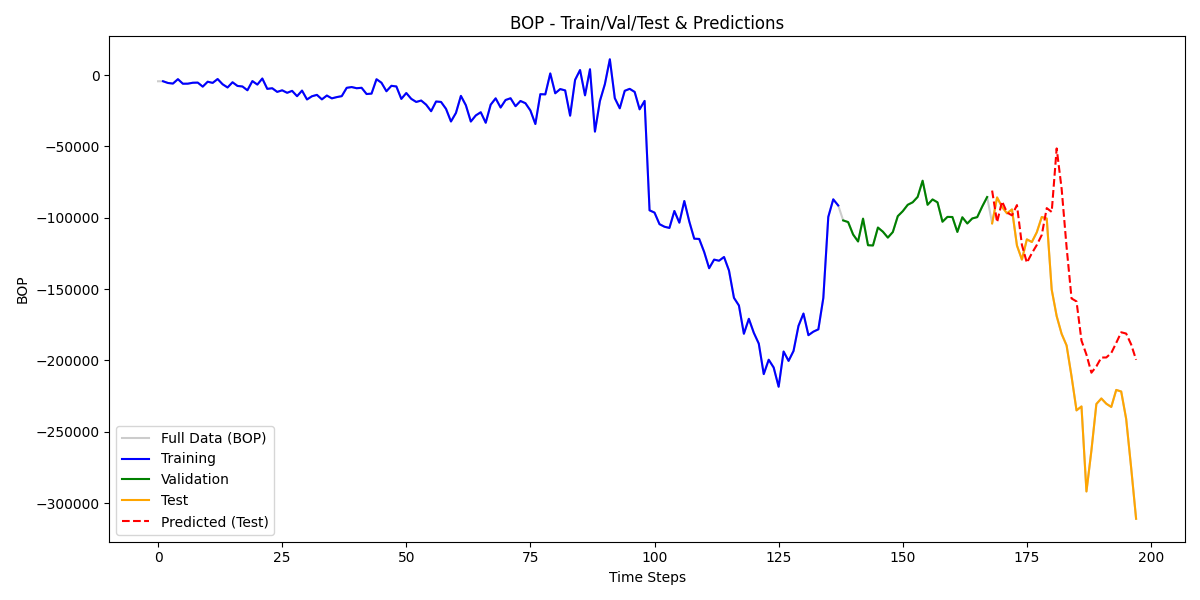 BOP - Train/Val/Test & Predictions
BOP
0
−50000
−100000
−150000
−200000
−250000
−300000
Full Data (BOP)
Training
Validation
Test
Predicted (Test)
0 25 50 75 100 125 150 175 200
Time Steps